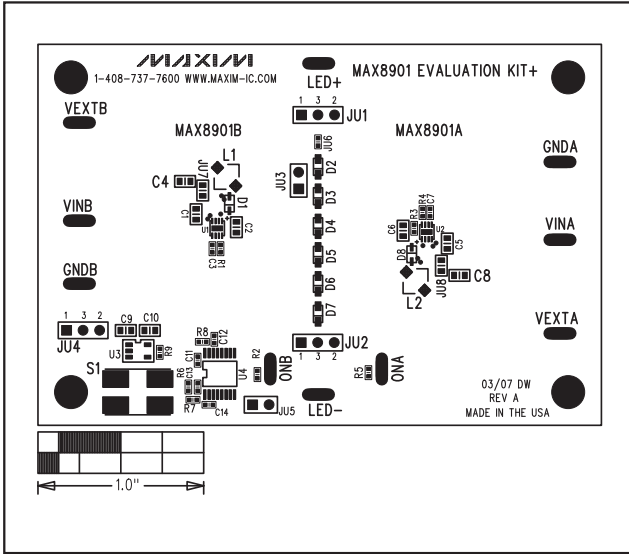 MAXIM
1-408-737-7600 WWW.MAXIM-IC.COM
LED+
MAX8901 EVALUATION KIT+
VEXTB
1 3 2
JU1
MAX8901B
MAX8901A
JU6
GNDA
L1
JU7
C4
D2
JU3
D3
R4
C7
D1
VINB
C1
U1
C2
D4
C6
R3
U2
C5
VINA
C3
R1
D5
D8
GNDB
D6
JU8
C8
L2
D7
VEXTA
1 3 2
JU4
C9
C10
R8
C12
1 3 2
JU2
U3
R9
C11
S1
R6
C13
U4
R2
ONB
R5
ONA
R7
C14
JU5
LED-
03/07 DW
REV A
MADE IN THE USA
1.0"